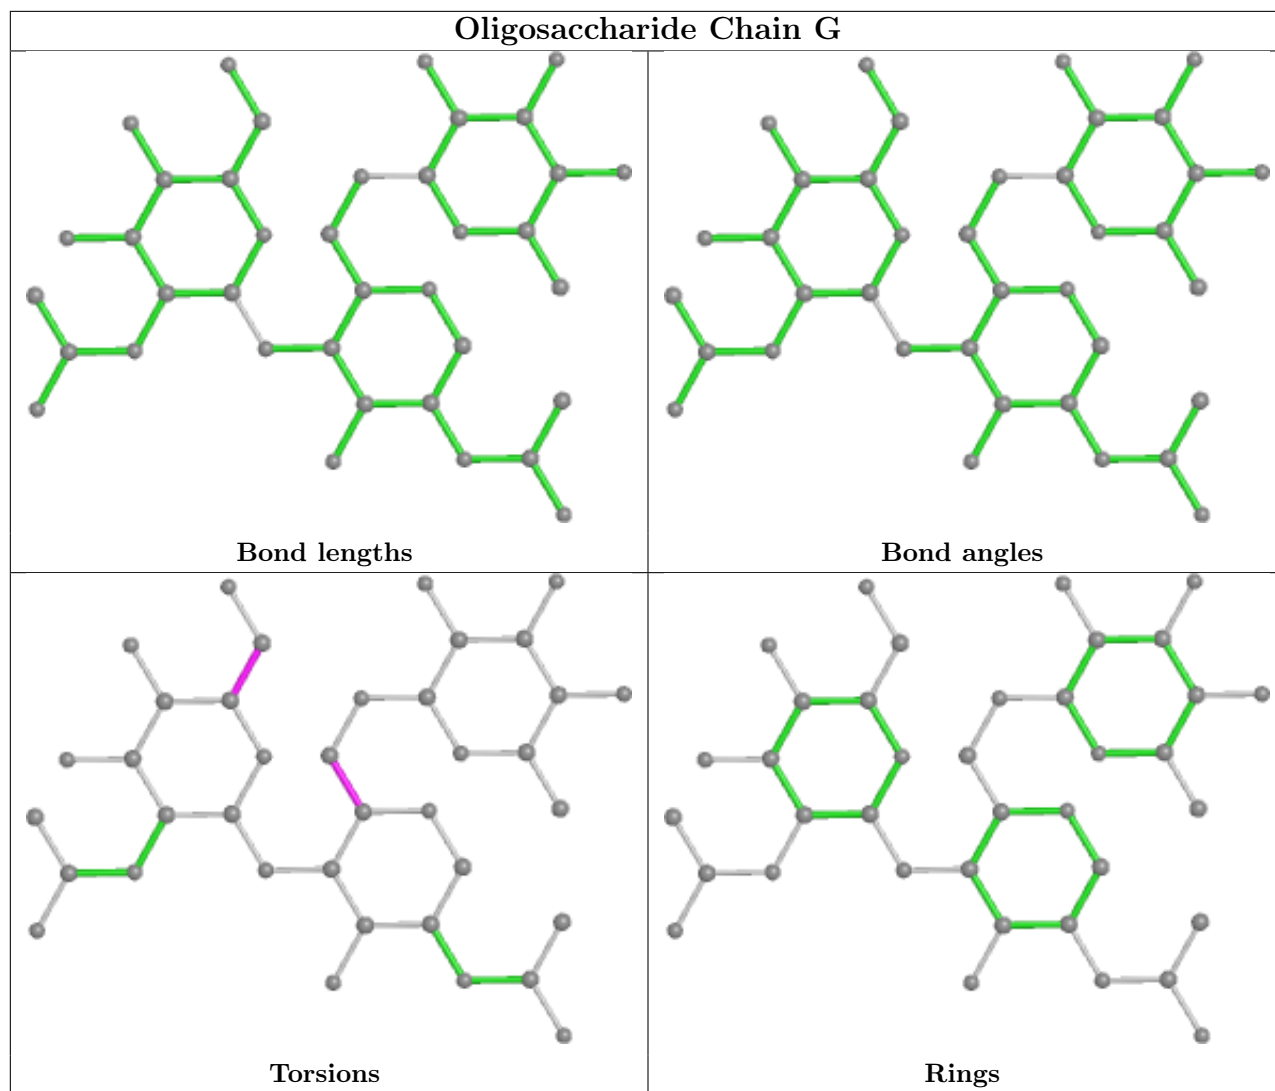 Oligosaccharide Chain G
Bond lengths
Bond angles
Torsions
Rings